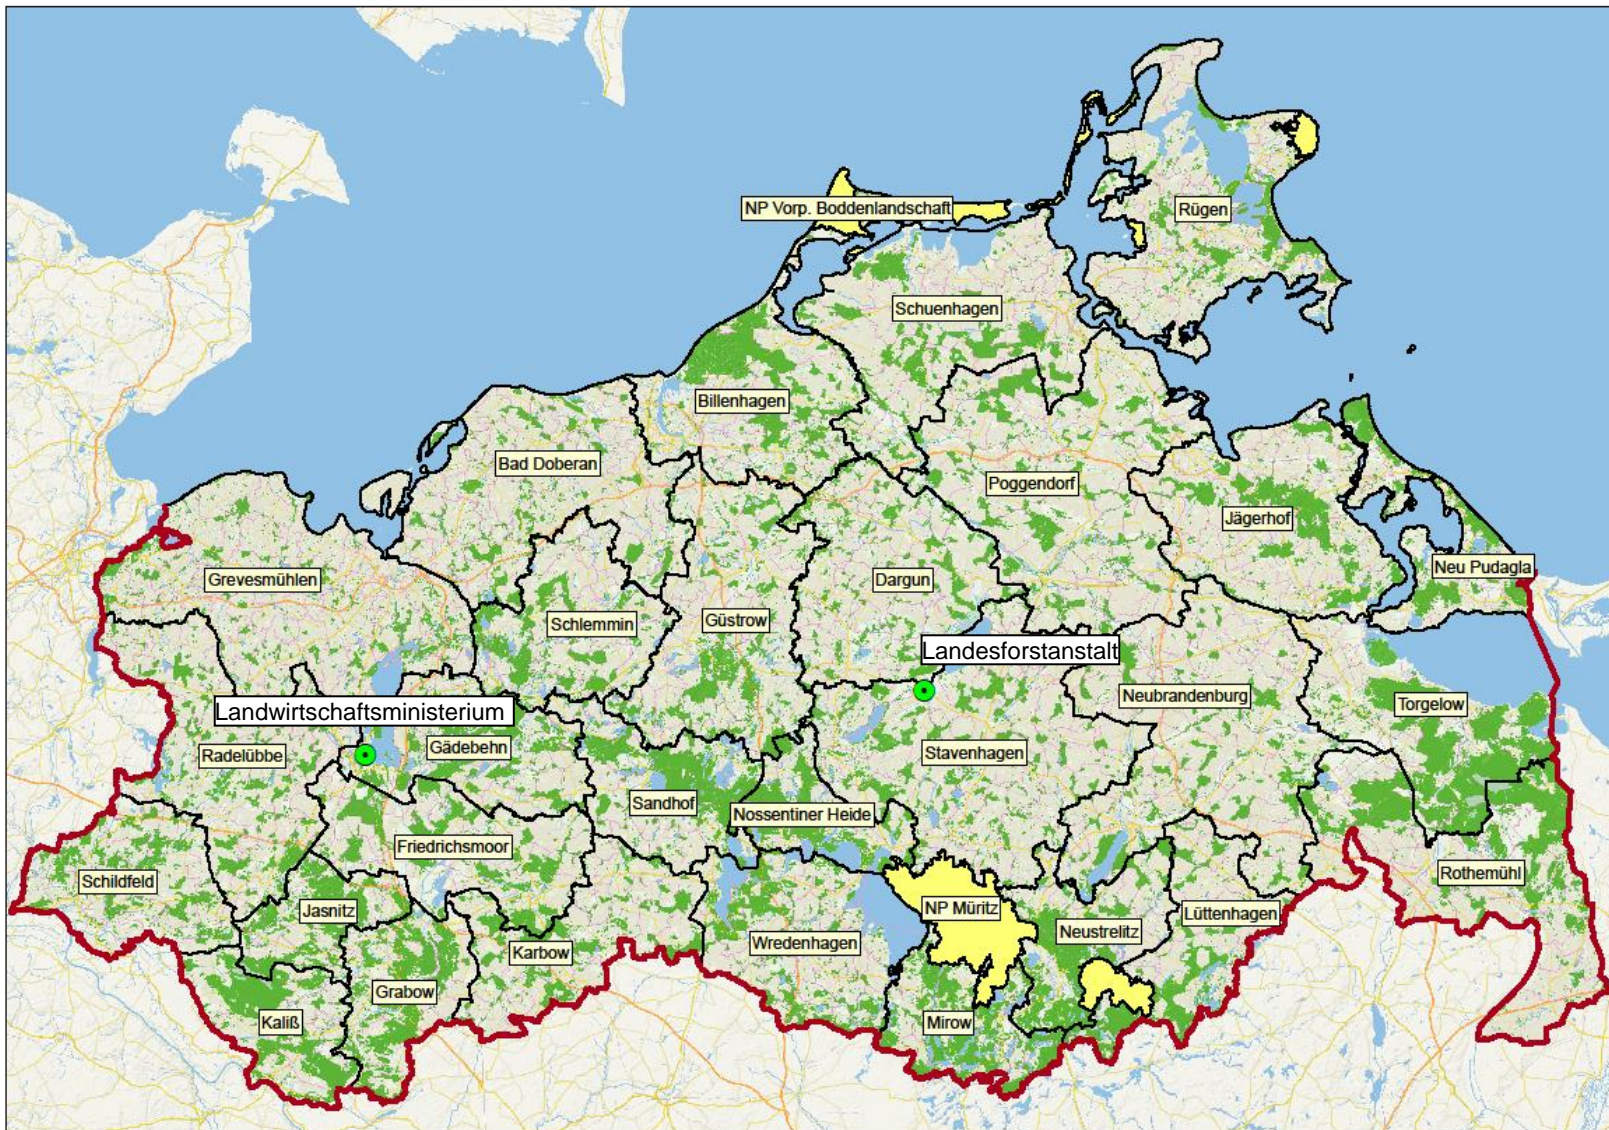 NP Vorp. Boddenlandschaft
Rügen
Schuenhagen
Billenhagen
Bad Doberan
Poggendorf
Jägerhof
Neu Pudagla
Grevesmühlen
Dargun
Schlemmin
Güstrow
Landesforstanstalt
Neubrandenburg
Torgelow
Landwirtschaftsministerium
Radelübbe
Gädebehn
Stavenhagen
Sandhof
Nossentiner Heide
Friedrichsmoor
Schildfeld
Rothemühl
Jasnitz
NP Müritz
Lüttenhagen
Neustrelitz
Wredenhagen
Karbow
Grabow
Kaliß
Mirow